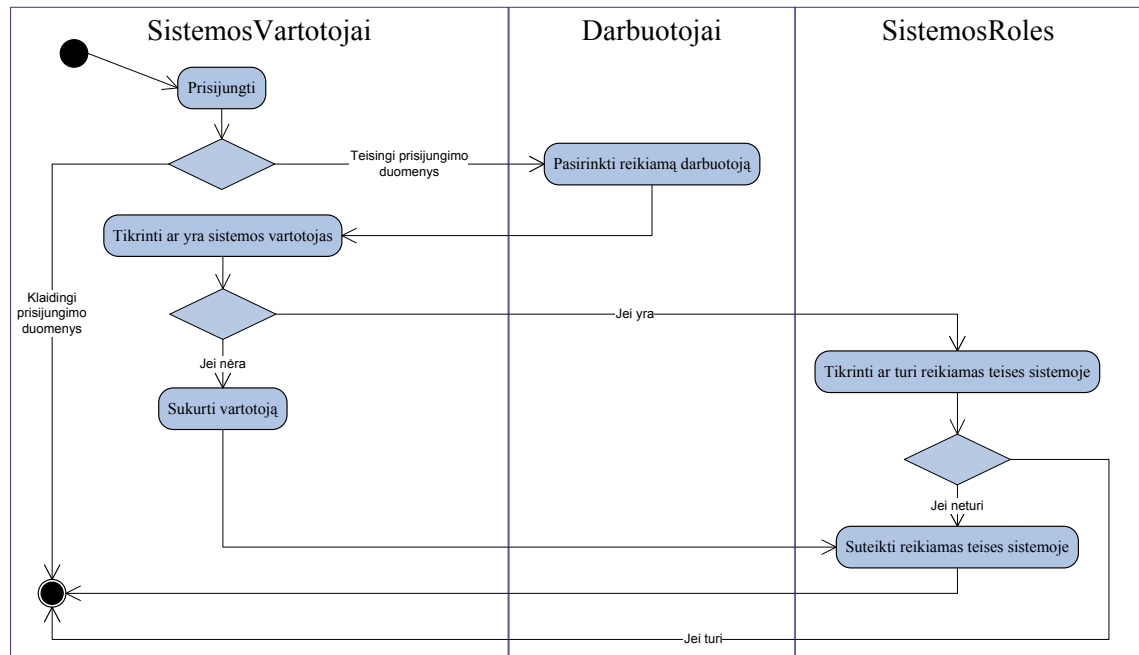 SistemosVartotojai
Darbuotojai
SistemosRoles
Prisijungti
Teisingi prisijungimo
duomenys
Pasirinkti reikiamą darbuotoją
Tikrinti ar yra sistemos vartotojas
Klaidingi
prisijungimo
duomenys
Jei yra
Jei nėra
Tikrinti ar turi reikiamas teises sistemoje
Sukurti vartotoją
Jei neturi
Suteikti reikiamas teises sistemoje
Jei turi